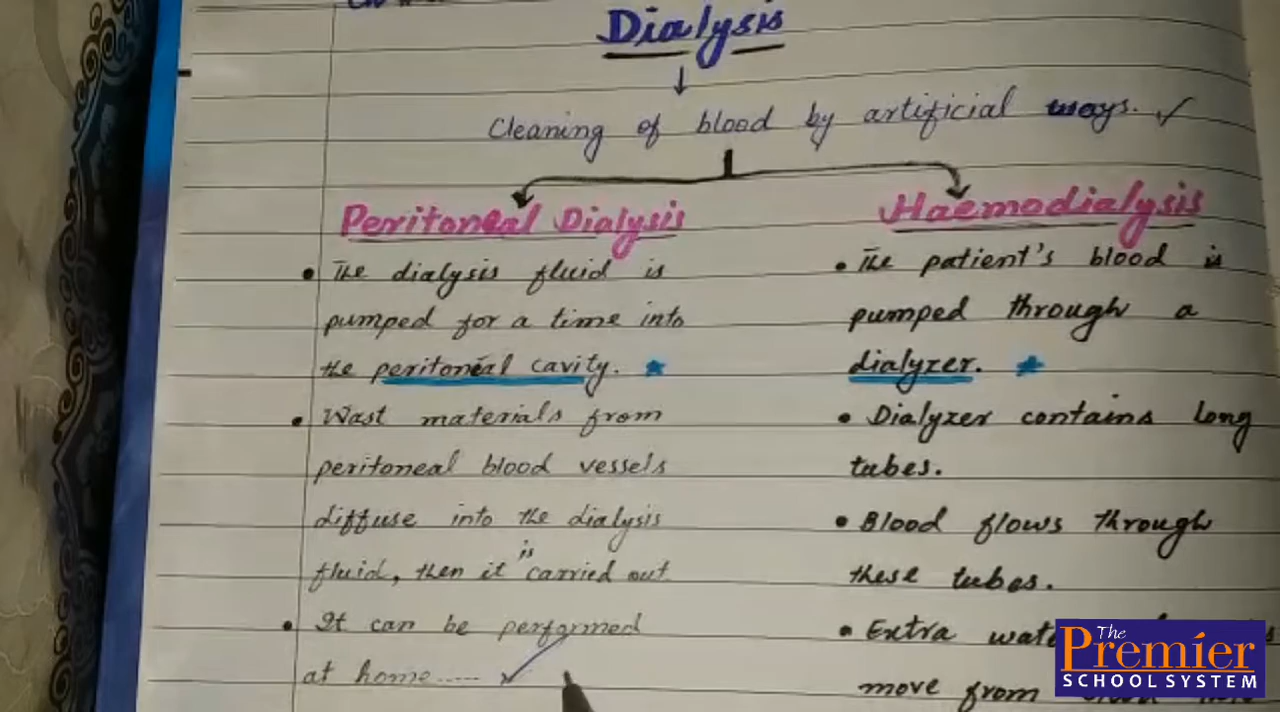 Dialysis
Cleaning of blood by artificial ways.
Peritoneal Dialysis
• The dialysis fluid is
pumped for a time into
the peritoneal cavity.
• Wast materials from
peritoneal blood vessels
diffuse into the dialysis
fluid, then it is carried out
• It can be performed
at home.....
Haemodialysis
• The patient's blood is
pumped through a
dialyzer.
• Dialyzer contains long
tubes.
• Blood flows through
these tubes.
• Extra
move from
The
Premier
SCHOOL SYSTEM